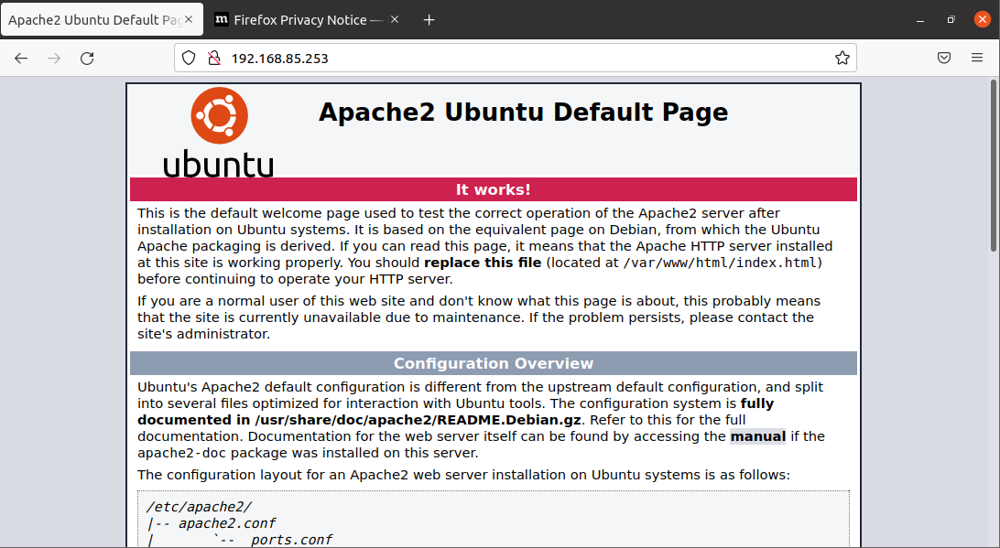 Apache2 Ubuntu Default Pag
Firefox Privacy Notice —
192.168.85.253
ubuntu
Apache2 Ubuntu Default Page
It works!
This is the default welcome page used to test the correct operation of the Apache2 server after
installation on Ubuntu systems. It is based on the equivalent page on Debian, from which the Ubuntu
Apache packaging is derived. If you can read this page, it means that the Apache HTTP server installed
at this site is working properly. You should replace this file (located at /var/www/html/index.html)
before continuing to operate your HTTP server.
If you are a normal user of this web site and don't know what this page is about, this probably means
that the site is currently unavailable due to maintenance. If the problem persists, please contact the
site's administrator.
Configuration Overview
Ubuntu's Apache2 default configuration is different from the upstream default configuration, and split
into several files optimized for interaction with Ubuntu tools. The configuration system is fully
documented in /usr/share/doc/apache2/README.Debian.gz. Refer to this for the full
documentation. Documentation for the web server itself can be found by accessing the manual if the
apache2-doc package was installed on this server.
The configuration layout for an Apache2 web server installation on Ubuntu systems is as follows:
/etc/apache2/
|-- apache2.conf
|       `--  ports.conf